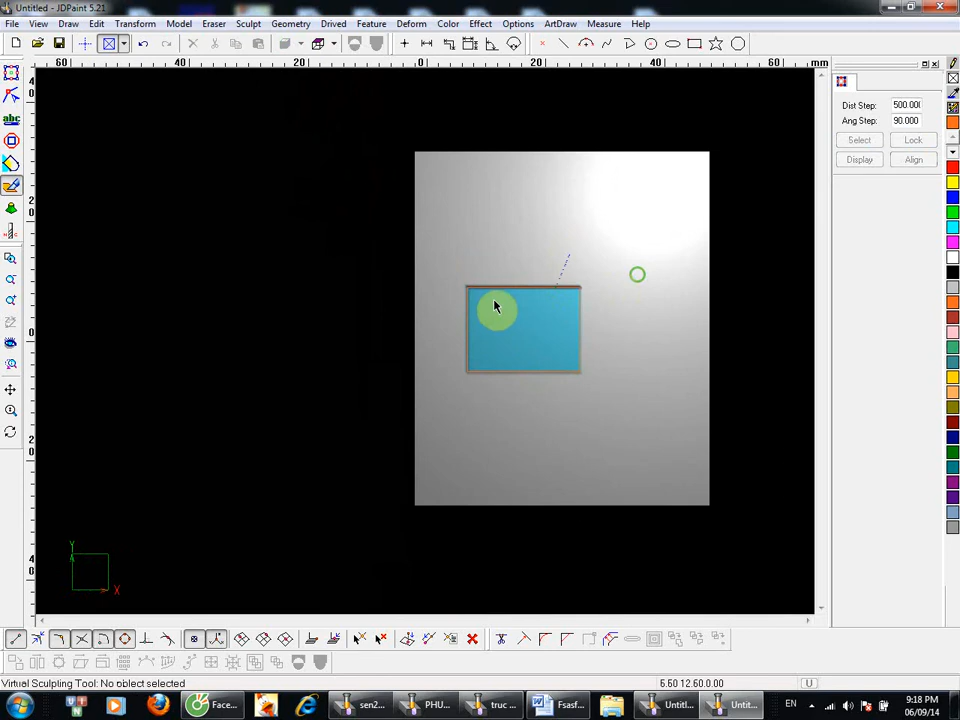 Untitled - JDPaint 5.21
File View Draw Edit Transform Model Eraser Sculpt Geometry Drived Feature Deform Color Effect Options ArtDraw Measure Help
60 40 20 0 20 40 60 mm
abc
Dist Step: 500.000
Ang Step: 90.000
Select Lock
Display Align
Y
X
Virtual Sculpting Tool: No object selected 5.60 12.60.0.00 U
Face... sen2... PHU... truc ... Fsasf... Untitl... Untit... EN 9:18 PM
06/09/14